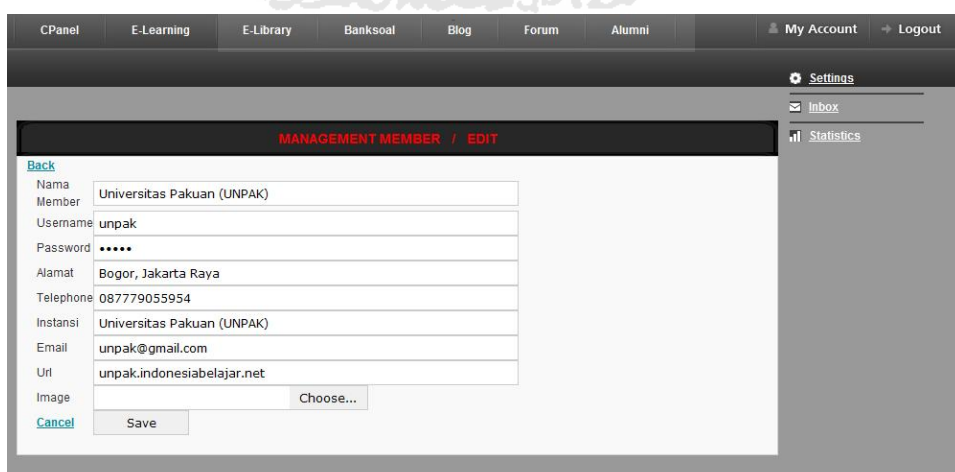 CPanel E-Learning E-Library Banksoal Blog Forum Alumni My Account Logout
Settings
Inbox
Statistics
MANAGEMENT MEMBER / EDIT
Back
Nama
Member Universitas Pakuan (UNPAK)
Username unpak
Password •••••
Alamat Bogor, Jakarta Raya
Telephone 087779055954
Instansi Universitas Pakuan (UNPAK)
Email unpak@gmail.com
Url unpak.indonesiabelajar.net
Image Choose...
Cancel Save